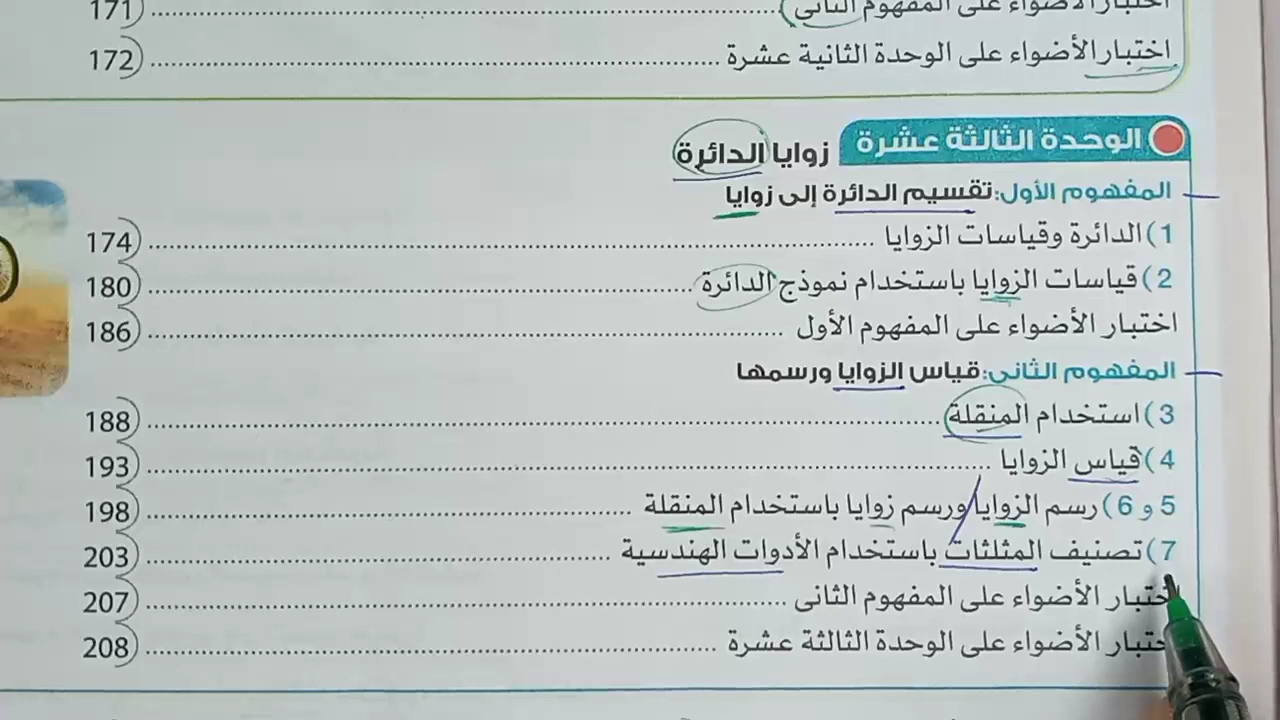 اختبار الأضواء على المفهوم الثانى ............ 171
اختبار الأضواء على الوحدة الثانية عشرة ............ 172
الوحدة الثالثة عشرة زوايا الدائرة
المفهوم الأول: تقسيم الدائرة إلى زوايا
1) الدائرة وقياسات الزوايا ............ 174
2) قياسات الزوايا باستخدام نموذج الدائرة ............ 180
اختبار الأضواء على المفهوم الأول ............ 186
المفهوم الثانى: قياس الزوايا ورسمها
3) استخدام المنقلة ............ 188
4) قياس الزوايا ............ 193
5 و 6) رسم الزوايا ورسم زوايا باستخدام المنقلة ............ 198
7) تصنيف المثلثات باستخدام الأدوات الهندسية ............ 203
اختبار الأضواء على المفهوم الثانى ............ 207
اختبار الأضواء على الوحدة الثالثة عشرة ............ 208